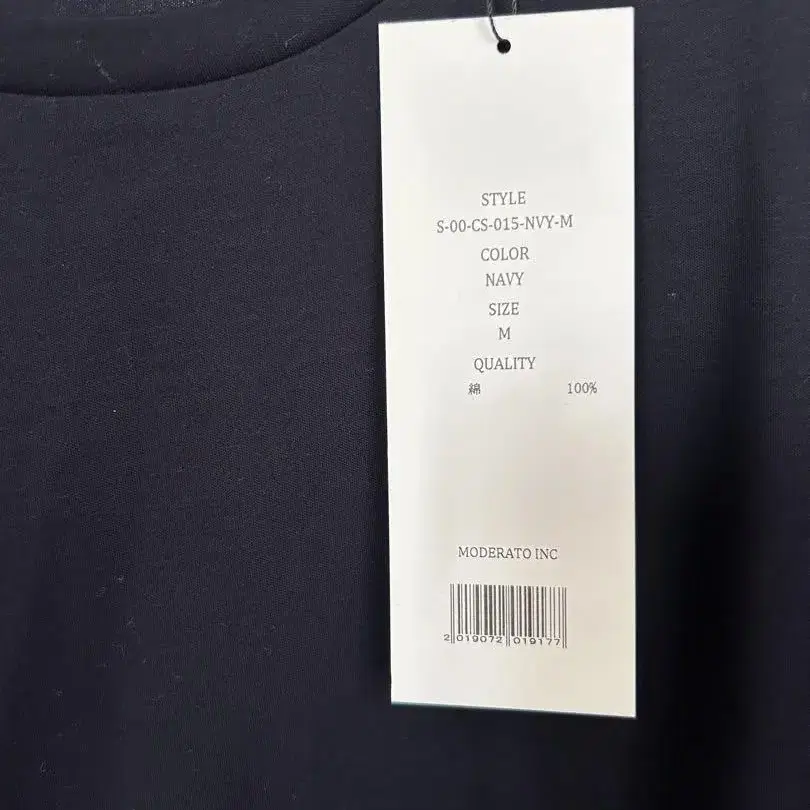 STYLE
S-00-CS-015-NVY-M
COLOR
NAVY
SIZE
M
QUALITY
綿 100%
MODERATO INC
2 019072 019177